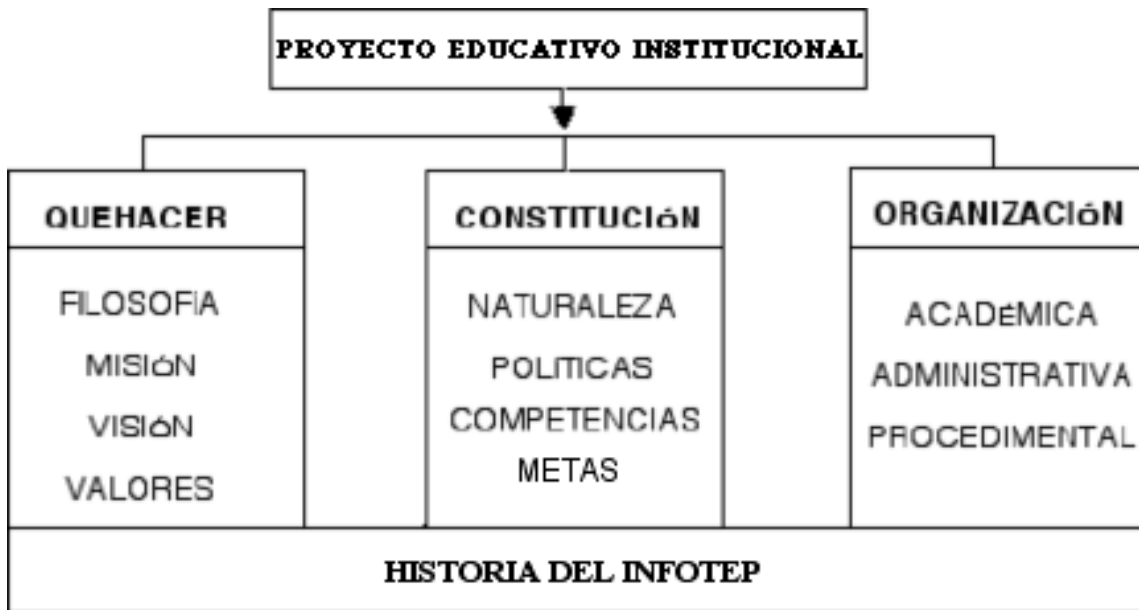 PROYECTO EDUCATIVO INSTITUCIONAL
QUEHACER
FILOSOFIA
MISIóN
VISIóN
VALORES
CONSTITUCIóN
NATURALEZA
POLITICAS
COMPETENCIAS
METAS
ORGANIZACIóN
ACADéMICA
ADMINISTRATIVA
PROCEDIMENTAL
HISTORIA DEL INFOTEP